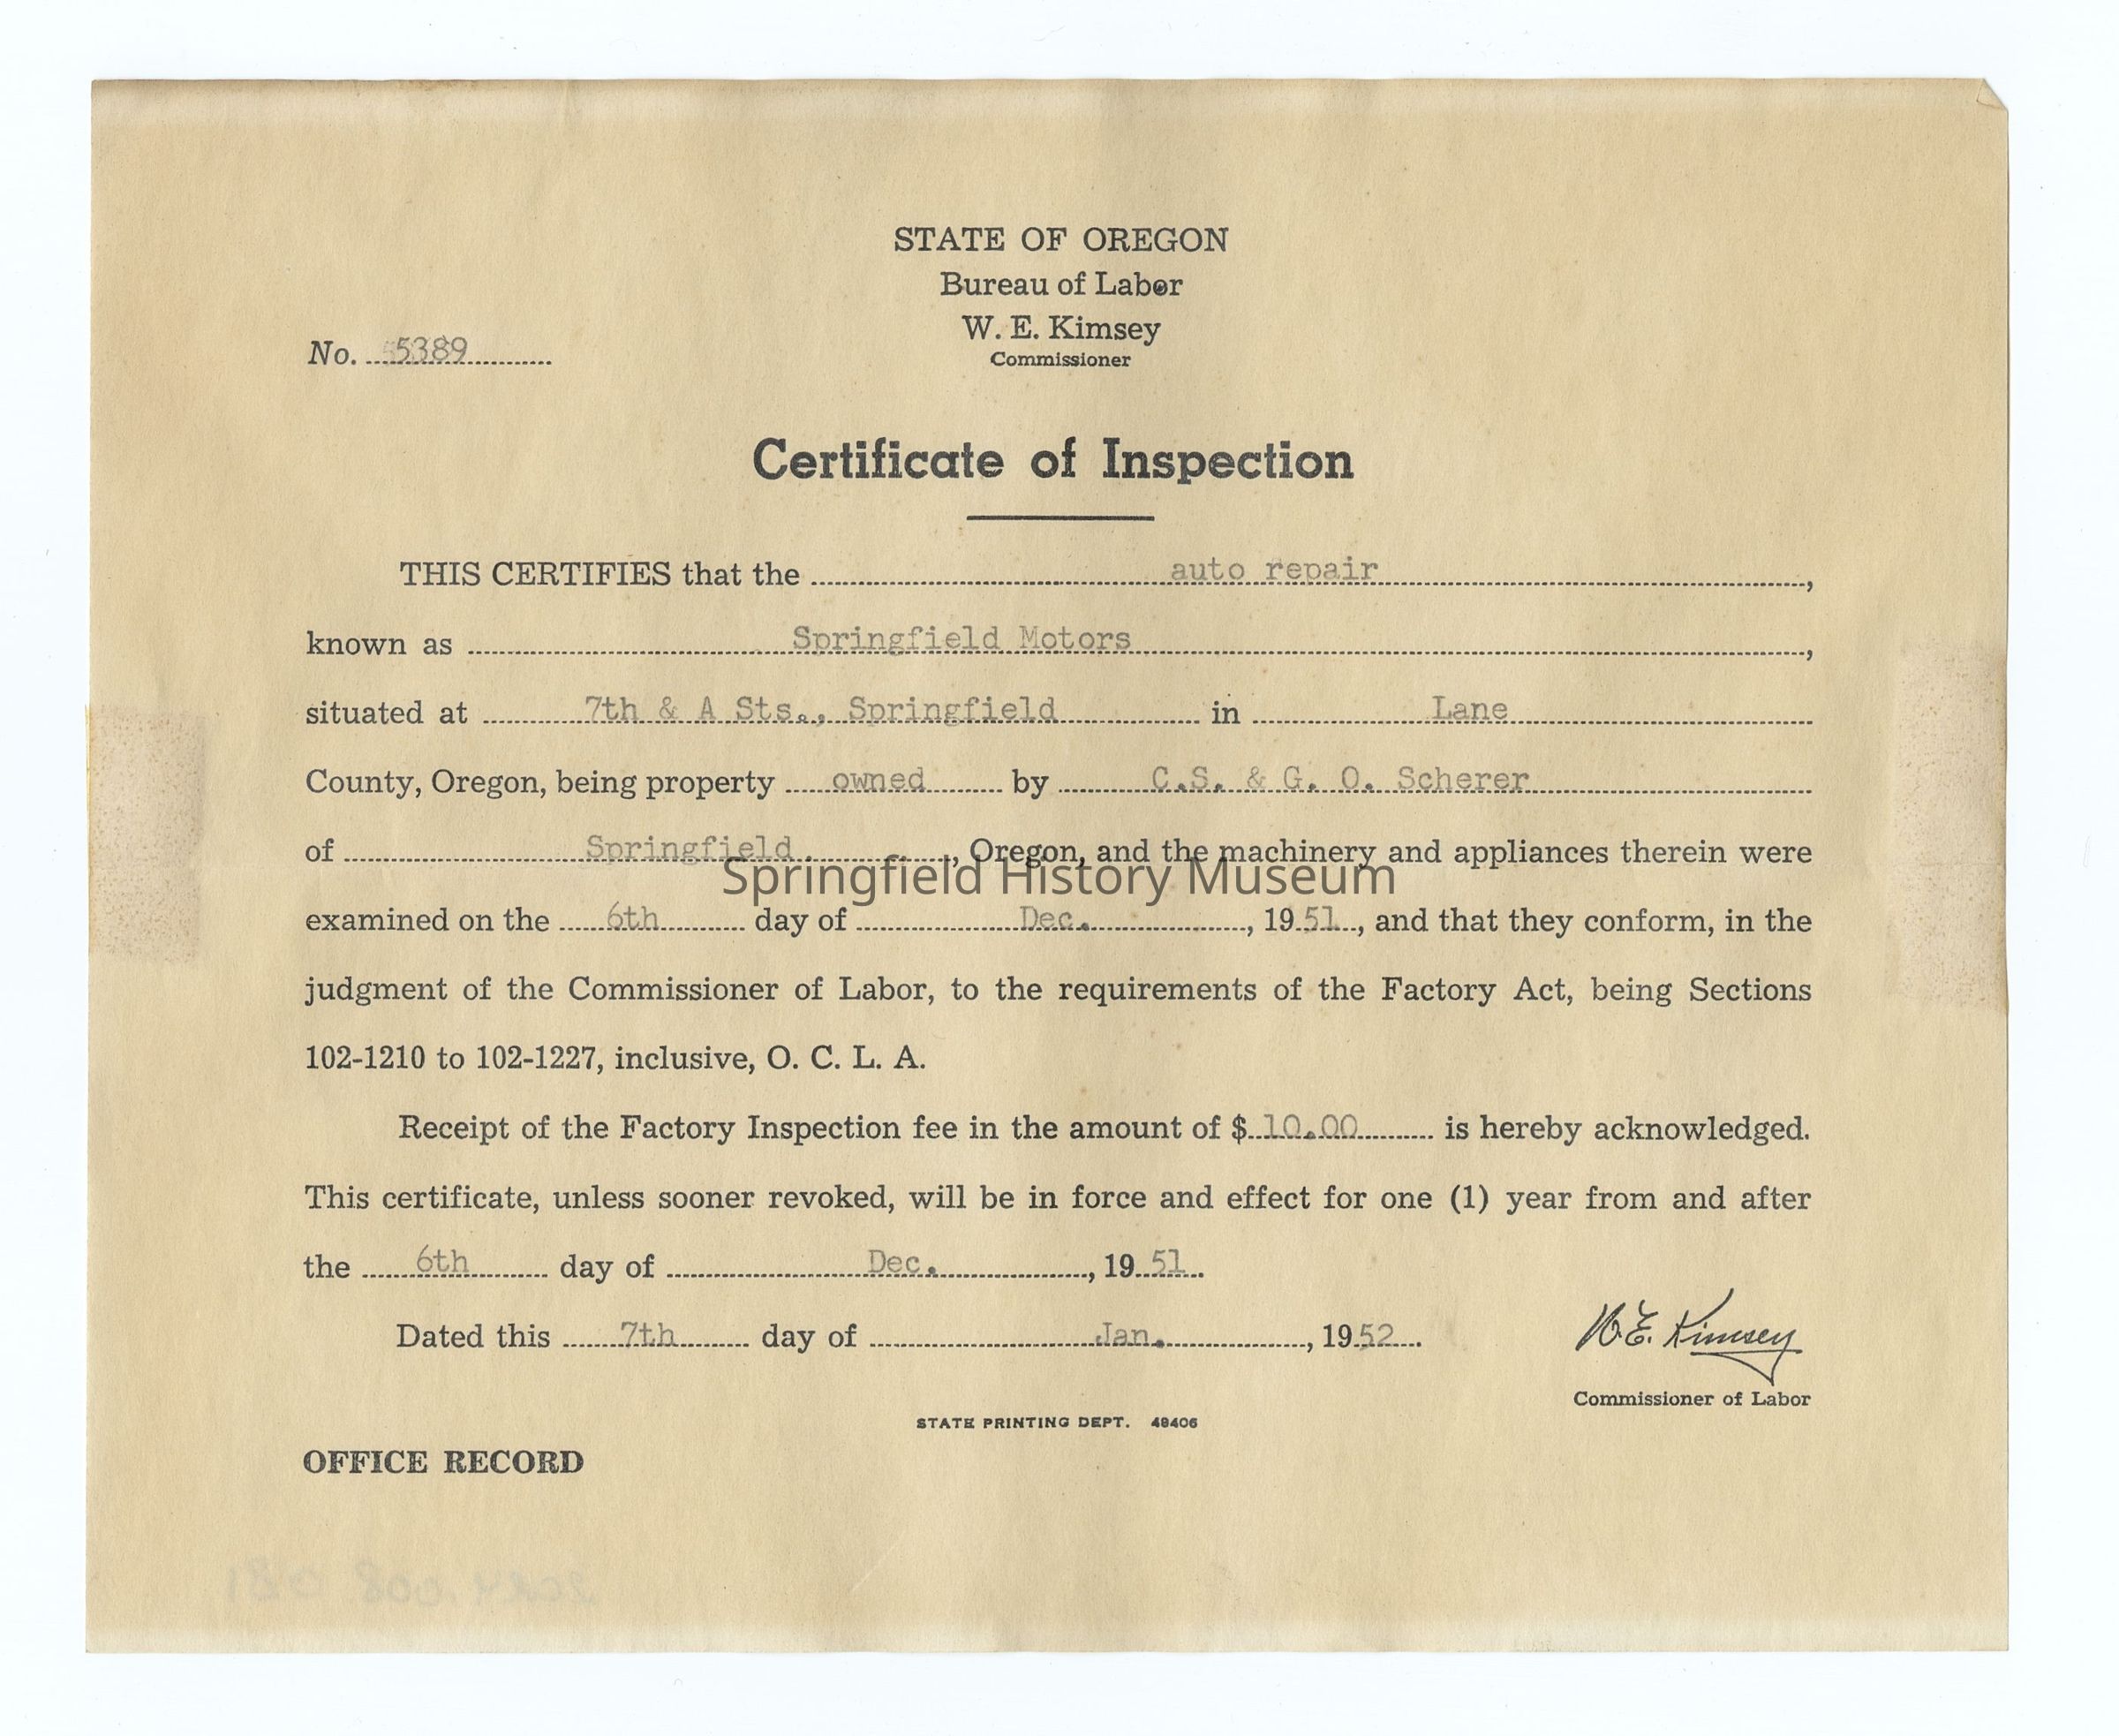 STATE OF OREGON
Bureau of Labor
W. E. Kimsey
Commissioner
No. 5389
Certificate of Inspection
THIS CERTIFIES that the auto repair,
known as Springfield Motors,
situated at 7th & A Sts., Springfield in Lane
County, Oregon, being property owned by C.S. & G. O. Scherer
of Springfield, Oregon, and the machinery and appliances therein were
Springfield History Museum
examined on the 6th day of Dec., 1951, and that they conform, in the
judgment of the Commissioner of Labor, to the requirements of the Factory Act, being Sections
102-1210 to 102-1227, inclusive, O. C. L. A.
Receipt of the Factory Inspection fee in the amount of $10.00 is hereby acknowledged.
This certificate, unless sooner revoked, will be in force and effect for one (1) year from and after
the 6th day of Dec., 1951.
Dated this 7th day of Jan., 1952.
W.E. Kimsey
Commissioner of Labor
STATE PRINTING DEPT. 49406
OFFICE RECORD